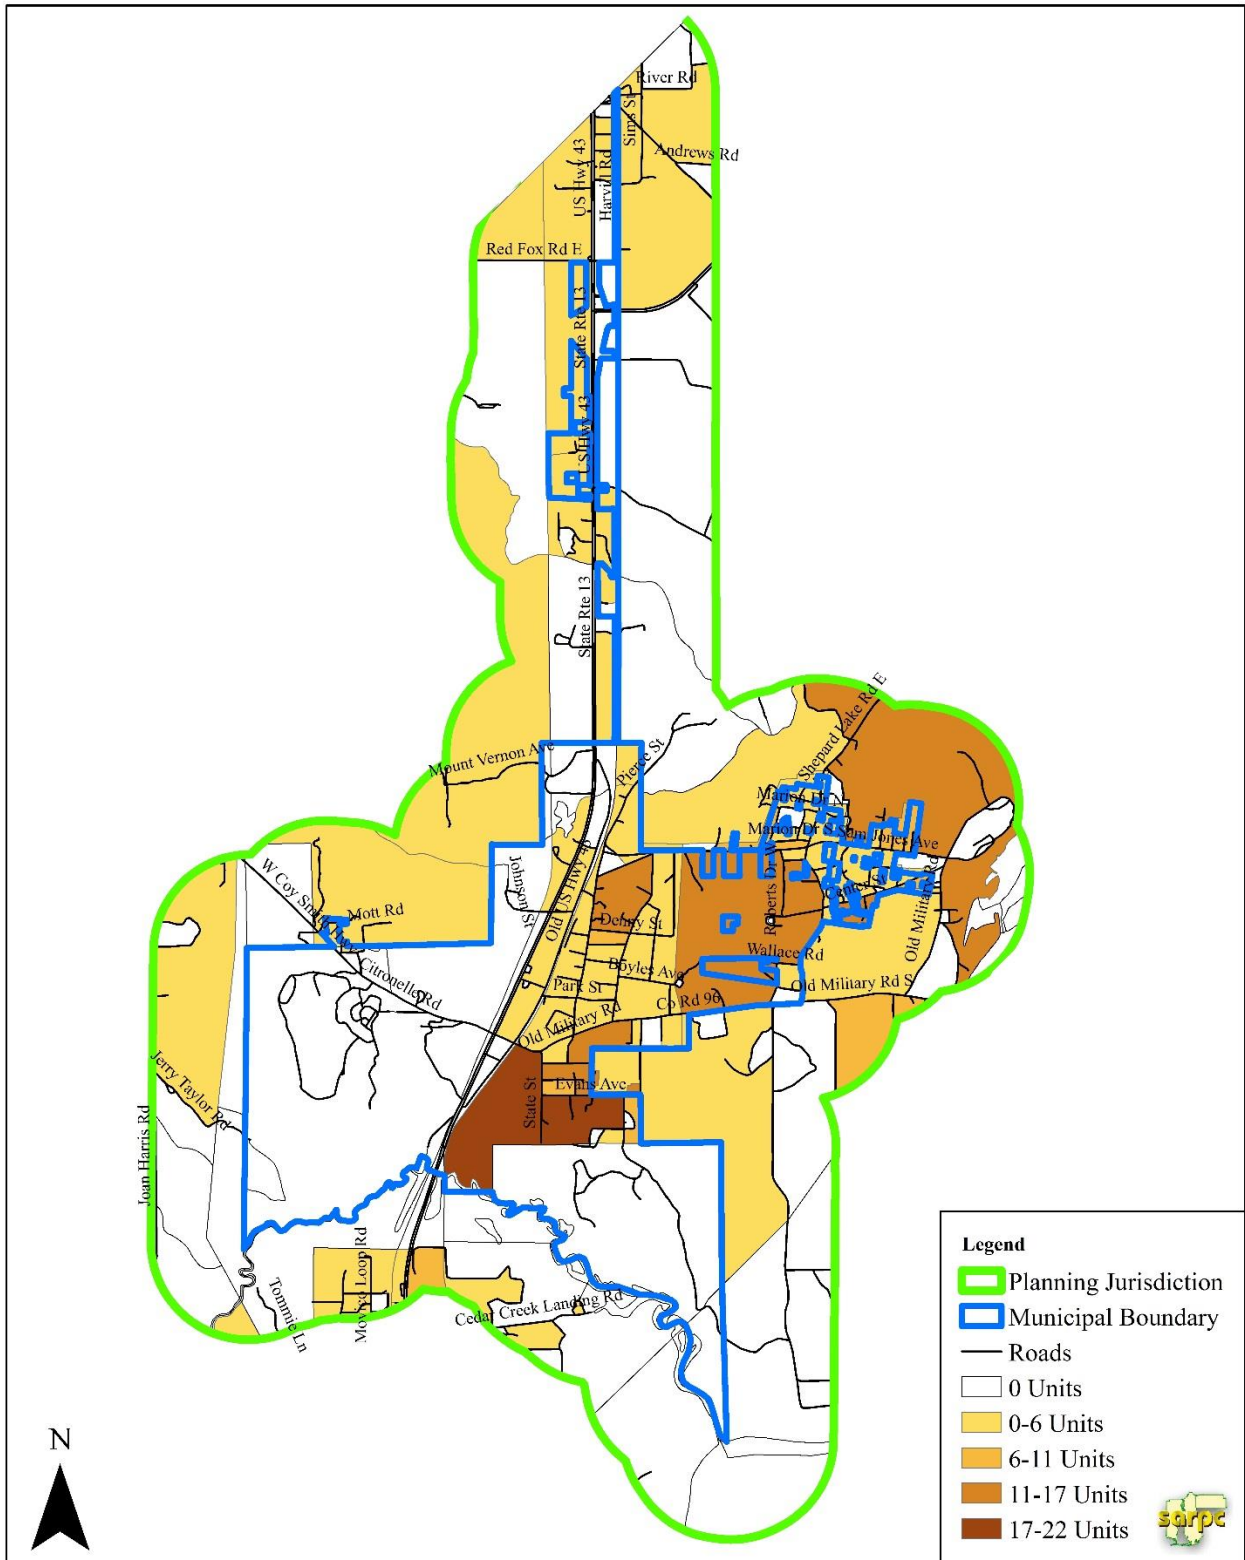 River Rd
Sims St
Andrews Rd
US Hwy 43
Harvill Rd
Red Fox Rd E
State Rte 13
US Hwy 43
State Rte 13
Shepard Lake Rd E
Pierce St
Mount Vernon Ave
Marion Dr N
Marion Dr S
Sam Jones Ave
W Coy Smith Hwy
Johnson St
Old US Hwy 43
Roberts Dr W
Center St
Old Military Rd
Mott Rd
Denny St
Wallace Rd
Citronelle Rd
Boyles Ave
Park St
Old Military Rd S
Co Rd 96
Old Military Rd
Jerry Taylor Rd
Evans Ave
State St
Joan Harris Rd
Movico Loop Rd
Tommie Ln
Cedar Creek Landing Rd
Legend
Planning Jurisdiction
Municipal Boundary
Roads
0 Units
0-6 Units
6-11 Units
11-17 Units
17-22 Units
N
sarpc